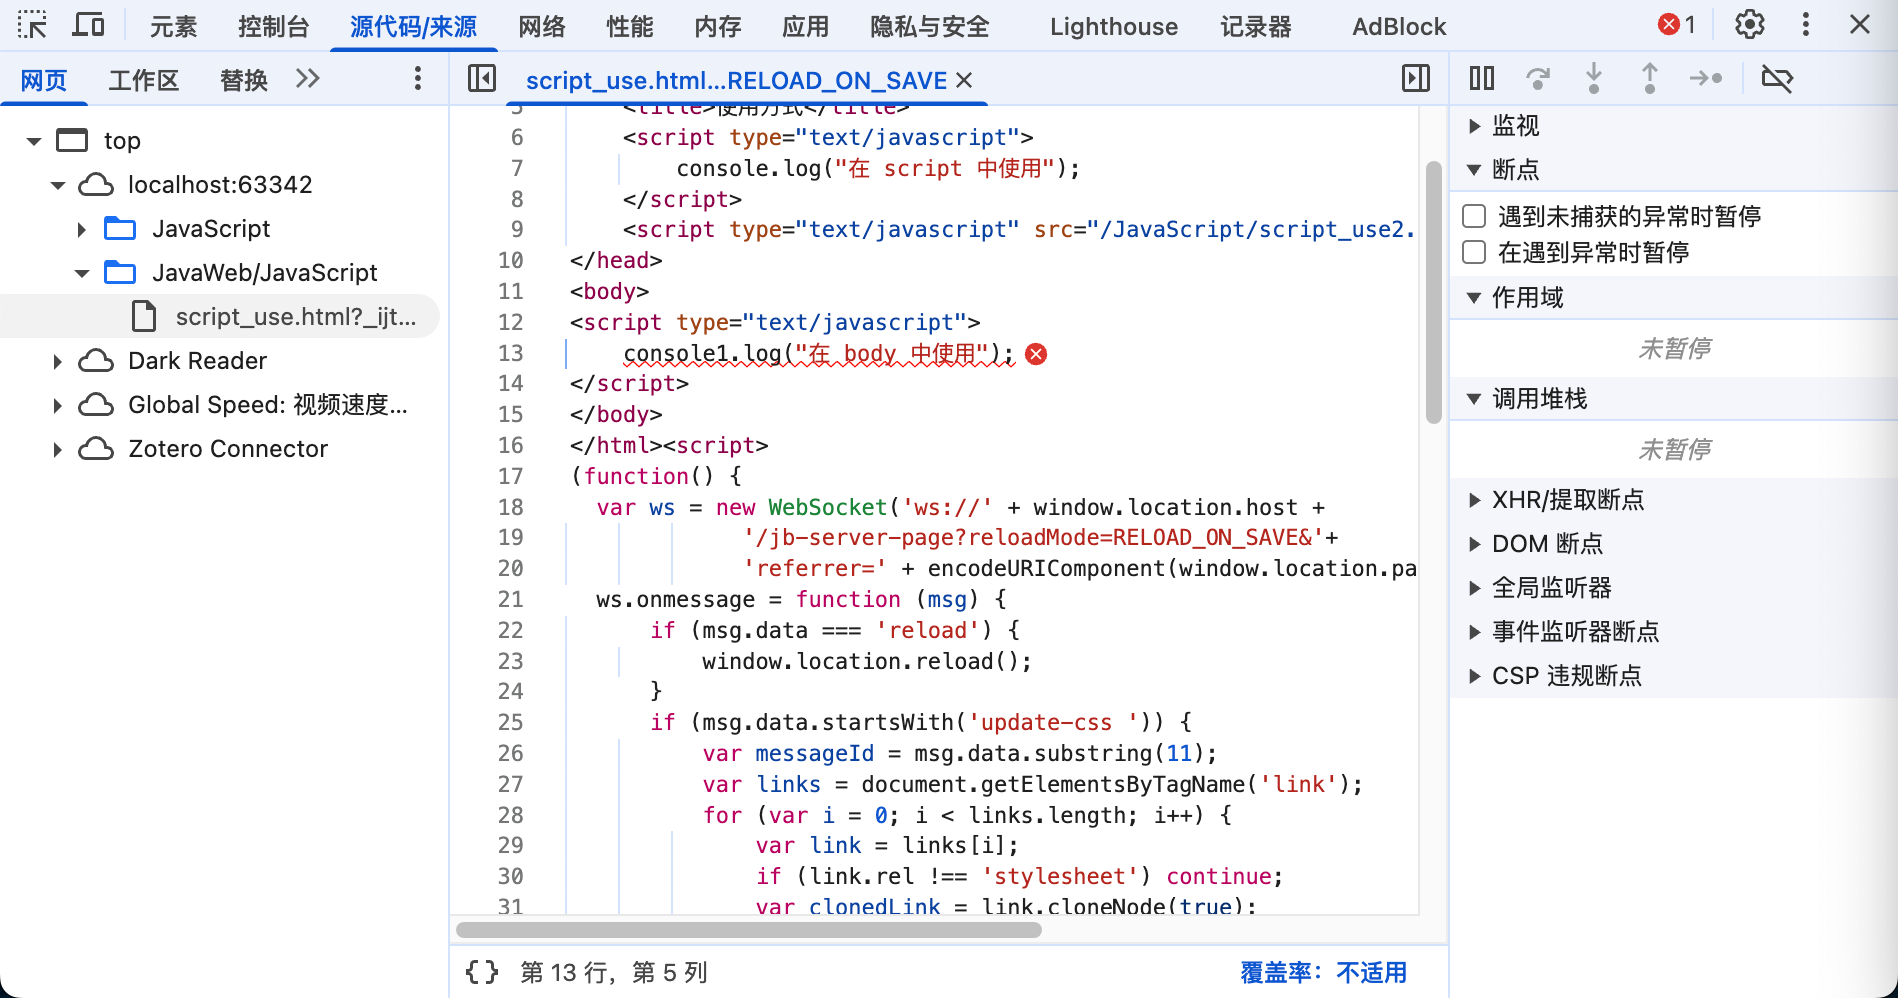 元素 控制台 源代码/来源 网络 性能 内存 应用 隐私与安全 Lighthouse 记录器 AdBlock 1
网页 工作区 替换
script_use.html...RELOAD_ON_SAVE
top
localhost:63342
JavaScript
JavaWeb/JavaScript
script_use.html?_ijt...
Dark Reader
Global Speed: 视频速度...
Zotero Connector
5 <title>使用方式</title>
6 <script type="text/javascript">
7 console.log("在 script 中使用");
8 </script>
9 <script type="text/javascript" src="/JavaScript/script_use2.
10 </head>
11 <body>
12 <script type="text/javascript">
13 console1.log("在 body 中使用");
14 </script>
15 </body>
16 </html><script>
17 (function() {
18 var ws = new WebSocket('ws://' + window.location.host +
19 '/jb-server-page?reloadMode=RELOAD_ON_SAVE&'+
20 'referrer=' + encodeURIComponent(window.location.pa
21 ws.onmessage = function (msg) {
22 if (msg.data === 'reload') {
23 window.location.reload();
24 }
25 if (msg.data.startsWith('update-css ')) {
26 var messageId = msg.data.substring(11);
27 var links = document.getElementsByTagName('link');
28 for (var i = 0; i < links.length; i++) {
29 var link = links[i];
30 if (link.rel !== 'stylesheet') continue;
31 var clonedLink = link.cloneNode(true);
{} 第 13 行，第 5 列
覆盖率：不适用
监视
断点
遇到未捕获的异常时暂停
在遇到异常时暂停
作用域
未暂停
调用堆栈
未暂停
XHR/提取断点
DOM 断点
全局监听器
事件监听器断点
CSP 违规断点